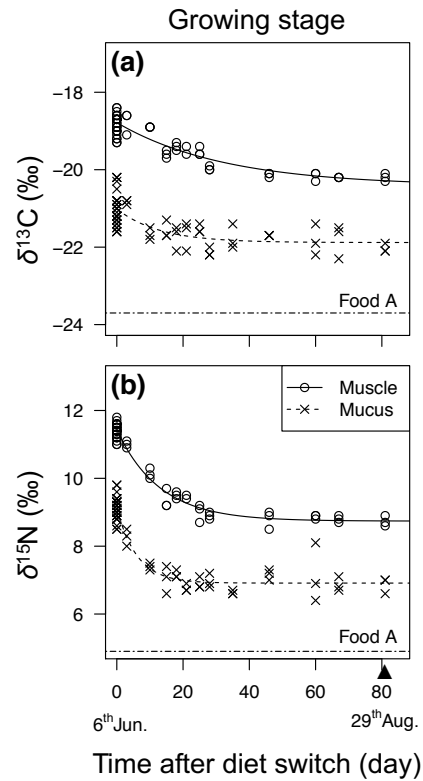 Growing stage
(a)
−18
−20
−22
−24
δ13C (‰)
Food A
(b)
Muscle
Mucus
12
10
8
6
δ15N (‰)
Food A
0 20 40 60 80
6th Jun. 29th Aug.
Time after diet switch (day)